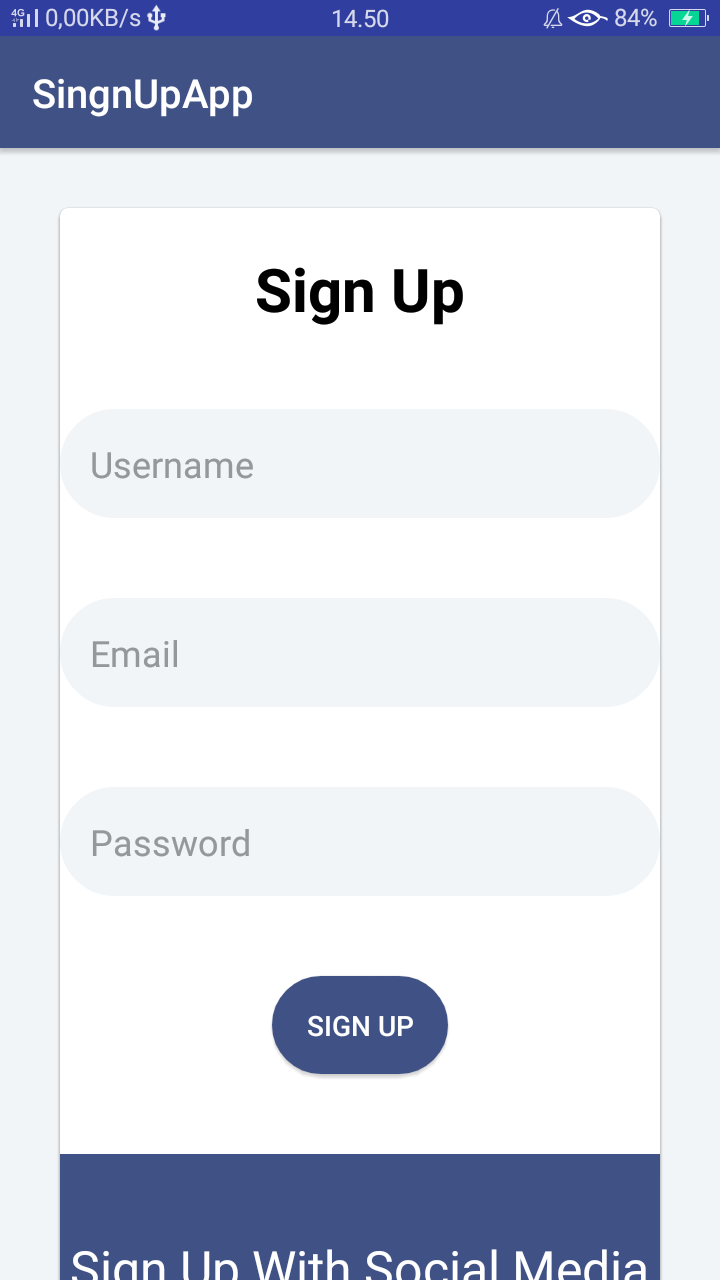 4G 0,00KB/s 14.50 84%
SingnUpApp
Sign Up
Username
Email
Password
SIGN UP
Sign Up With Social Media